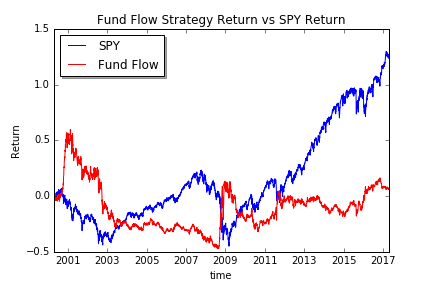 Fund Flow Strategy Return vs SPY Return
1.5
SPY
Fund Flow
1.0
0.5
0.0
−0.5
Return
2001 2003 2005 2007 2009 2011 2013 2015 2017
time